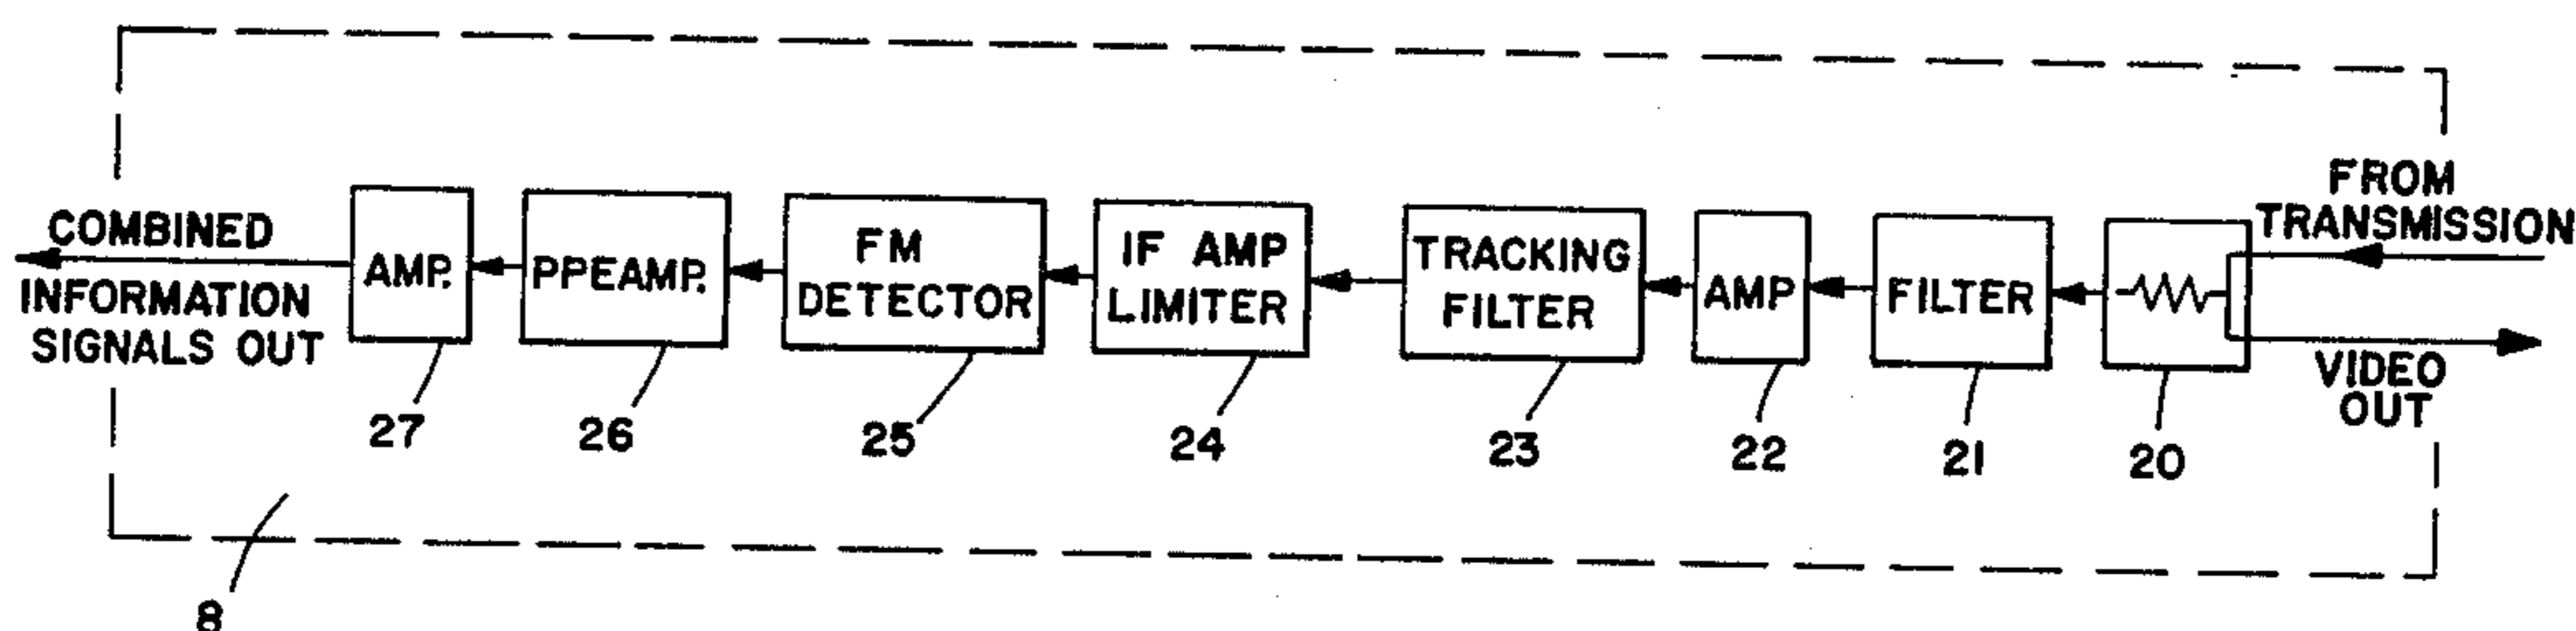 FROM
TRANSMISSION
COMBINED
INFORMATION
SIGNALS OUT
AMP.
PPEAMP.
FM
DETECTOR
IF AMP
LIMITER
TRACKING
FILTER
AMP
FILTER
VIDEO
OUT
27
26
25
24
23
22
21
20
8